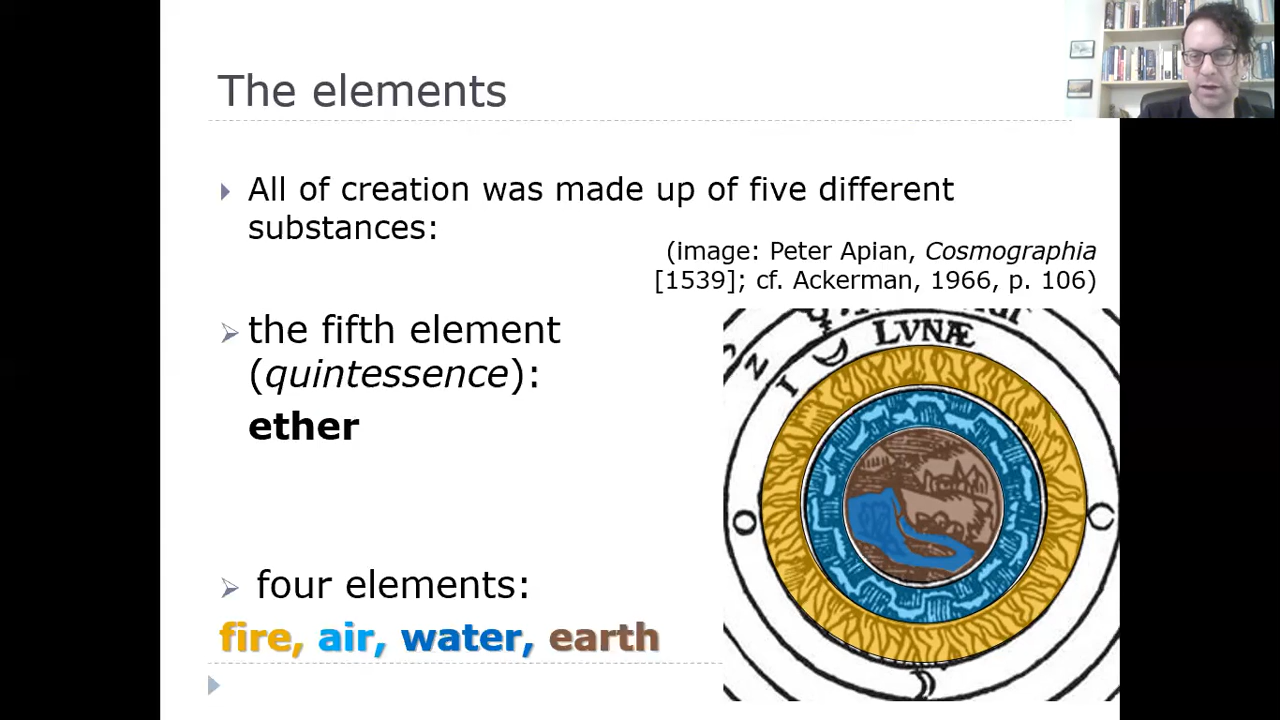 The elements
All of creation was made up of five different
substances:
(image: Peter Apian, Cosmographia
[1539]; cf. Ackerman, 1966, p. 106)
the fifth element
(quintessence):
ether
four elements:
fire, air, water, earth
LVNÆ